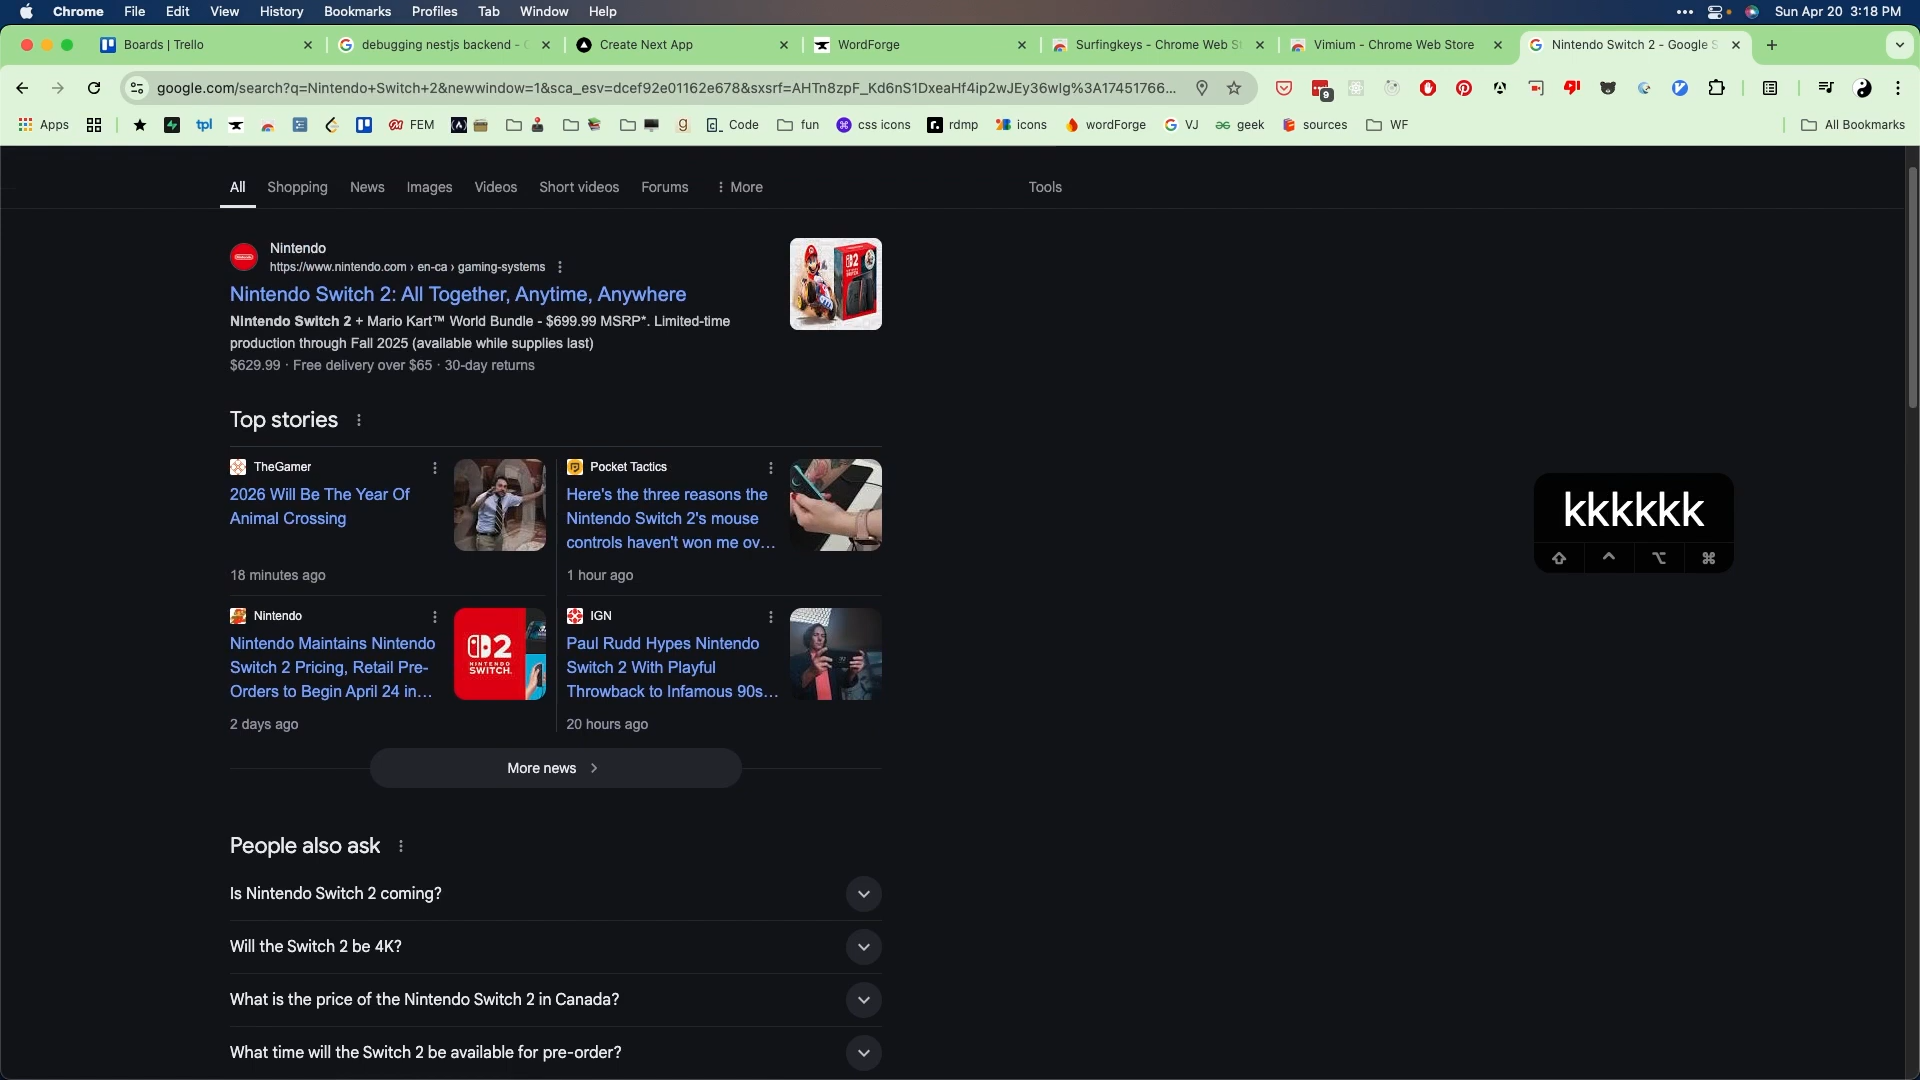 Chrome File Edit View History Bookmarks Profiles Tab Window Help
Sun Apr 20 3:18 PM
Boards | Trello
debugging nestjs backend -
Create Next App
WordForge
Surfingkeys - Chrome Web St
Vimium - Chrome Web Store
Nintendo Switch 2 - Google S
google.com/search?q=Nintendo+Switch+2&newwindow=1&sca_esv=dcef92e01162e678&sxsrf=AHTn8zpF_Kd6nS1DxeaHf4ip2wJEy36wIg%3A17451766...
9
Apps
tpl
FEM
Code
fun
css icons
rdmp
icons
wordForge
VJ
geek
sources
WF
All Bookmarks
All Shopping News Images Videos Short videos Forums More Tools
Nintendo
https://www.nintendo.com › en-ca › gaming-systems
Nintendo Switch 2: All Together, Anytime, Anywhere
Nintendo Switch 2 + Mario Kart™ World Bundle - $699.99 MSRP*. Limited-time
production through Fall 2025 (available while supplies last)
$629.99 · Free delivery over $65 · 30-day returns
Top stories
TheGamer
2026 Will Be The Year Of
Animal Crossing
18 minutes ago
Pocket Tactics
Here's the three reasons the
Nintendo Switch 2's mouse
controls haven't won me ov...
1 hour ago
Nintendo
Nintendo Maintains Nintendo
Switch 2 Pricing, Retail Pre-
Orders to Begin April 24 in...
2 days ago
2
NINTENDO
SWITCH
IGN
Paul Rudd Hypes Nintendo
Switch 2 With Playful
Throwback to Infamous 90s...
20 hours ago
More news
kkkkkk
People also ask
Is Nintendo Switch 2 coming?
Will the Switch 2 be 4K?
What is the price of the Nintendo Switch 2 in Canada?
What time will the Switch 2 be available for pre-order?